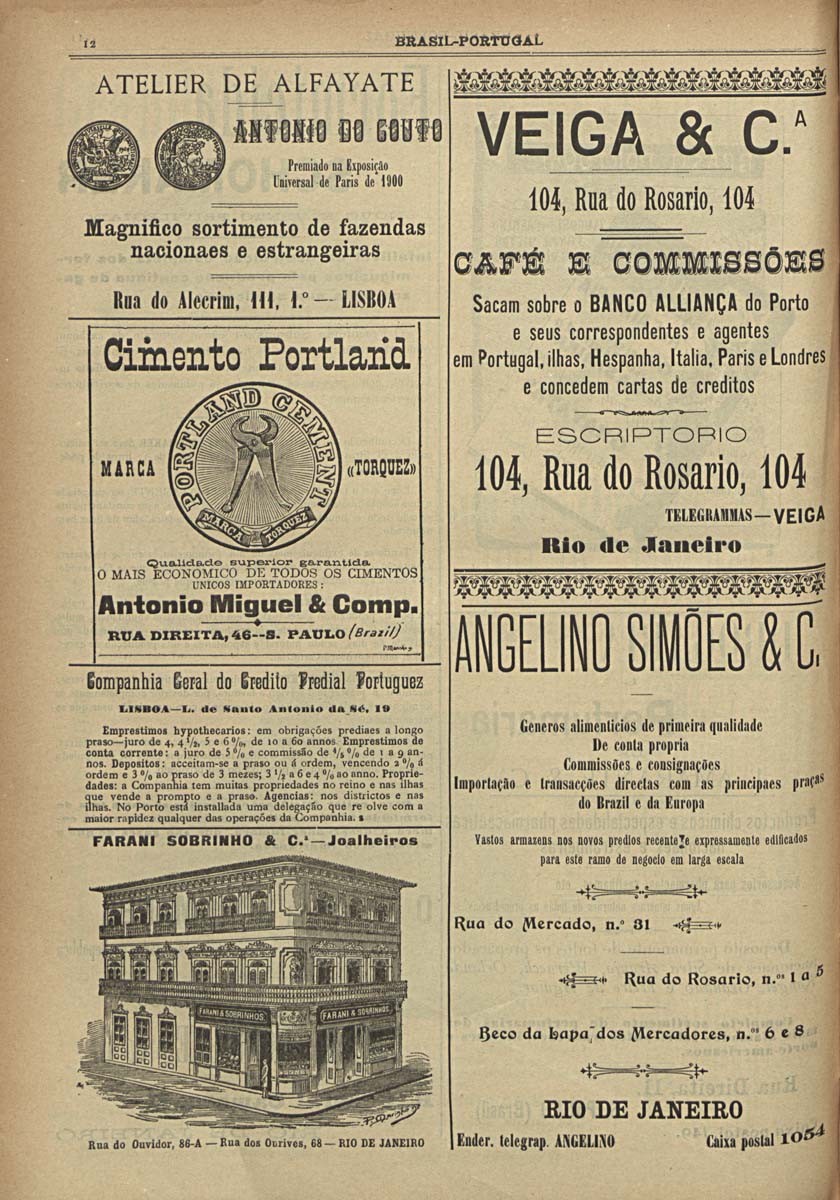 12
BRASIL-PORTUGAL
ATELIER DE ALFAYATE
ANTONIO DO COUTO
Premiado na Exposição
Universal de Paris de 1900
Magnifico sortimento de fazendas
nacionaes e estrangeiras
Rua do Alecrim, 111, 1.º — LISBOA
Cimento Portland
PORTLAND CEMENT
MARCA
«TORQUEZ»
MARCA TORQUEZ
Qualidade superior garantida
O MAIS ECONOMICO DE TODOS OS CIMENTOS
UNICOS IMPORTADORES:
Antonio Miguel & Comp.
RUA DIREITA, 46--S. PAULO (Brazil)
Companhia Geral do Credito Predial Portuguez
LISBOA—L. de Santo Antonio da Sé, 19
Emprestimos hypothecarios: em obrigações prediaes a longo
praso—juro de 4, 4 1/2, 5 e 6 %, de 10 a 60 annos. Emprestimos de
conta corrente: a juro de 5 % e commissão de 4/5 % de 1 a 9 an-
nos. Depositos: acceitam-se a praso ou á ordem, vencendo 2 % á
ordem e 3 % ao praso de 3 mezes; 3 1/2 a 6 e 4 % ao anno. Proprie-
dades: a Companhia tem muitas propriedades no reino e nas ilhas
que vende a prompto e a praso. Agencias: nos districtos e nas
ilhas. No Porto está installada uma delegação que re olve com a
maior rapidez qualquer das operações da Companhia.
FARANI SOBRINHO & C.ª—Joalheiros
FARANI & SOBRINHOS.
FARANI & SOBRINHOS.
Rua do Ouvidor, 86-A — Rua dos Ourives, 68 — RIO DE JANEIRO
VEIGA & C.A
104, Rua do Rosario, 104
CAFÉ E COMMISSÕES
Sacam sobre o BANCO ALLIANÇA do Porto
e seus correspondentes e agentes
em Portugal, ilhas, Hespanha, Italia, Paris e Londres
e concedem cartas de creditos
ESCRIPTORIO
104, Rua do Rosario, 104
TELEGRAMMAS—VEIGA
Rio de Janeiro
ANGELINO SIMÕES & C.
Generos alimenticios de primeira qualidade
De conta propria
Commissões e consignações
Importação e transacções directas com as principaes praças
do Brazil e da Europa
Vastos armazens nos novos predios recente e expressamente edificados
para este ramo de negocio em larga escala
Rua do Mercado, n.º 31
Rua do Rosario, n.os 1 a 5
Beco da Lapa dos Mercadores, n.os 6 e 8
RIO DE JANEIRO
Ender. telegrap. ANGELINO
Caixa postal 1054